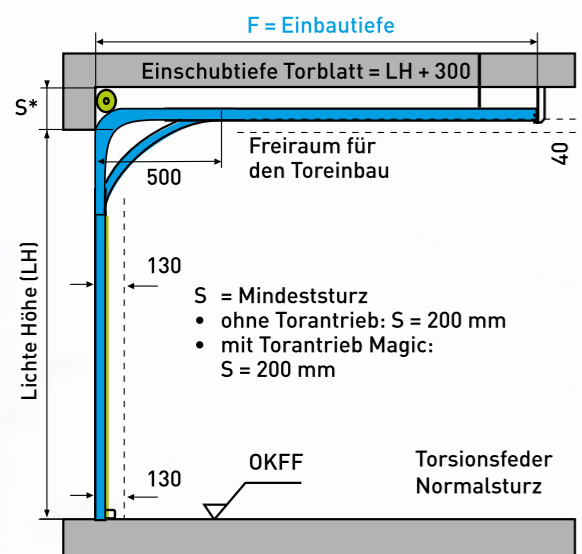 F = Einbautiefe
Einschubtiefe Torblatt = LH + 300
S*
Freiraum für
den Toreinbau
40
500
130
Lichte Höhe (LH)
S = Mindeststurz
• ohne Torantrieb: S = 200 mm
• mit Torantrieb Magic:
S = 200 mm
130
OKFF
Torsionsfeder
Normalsturz